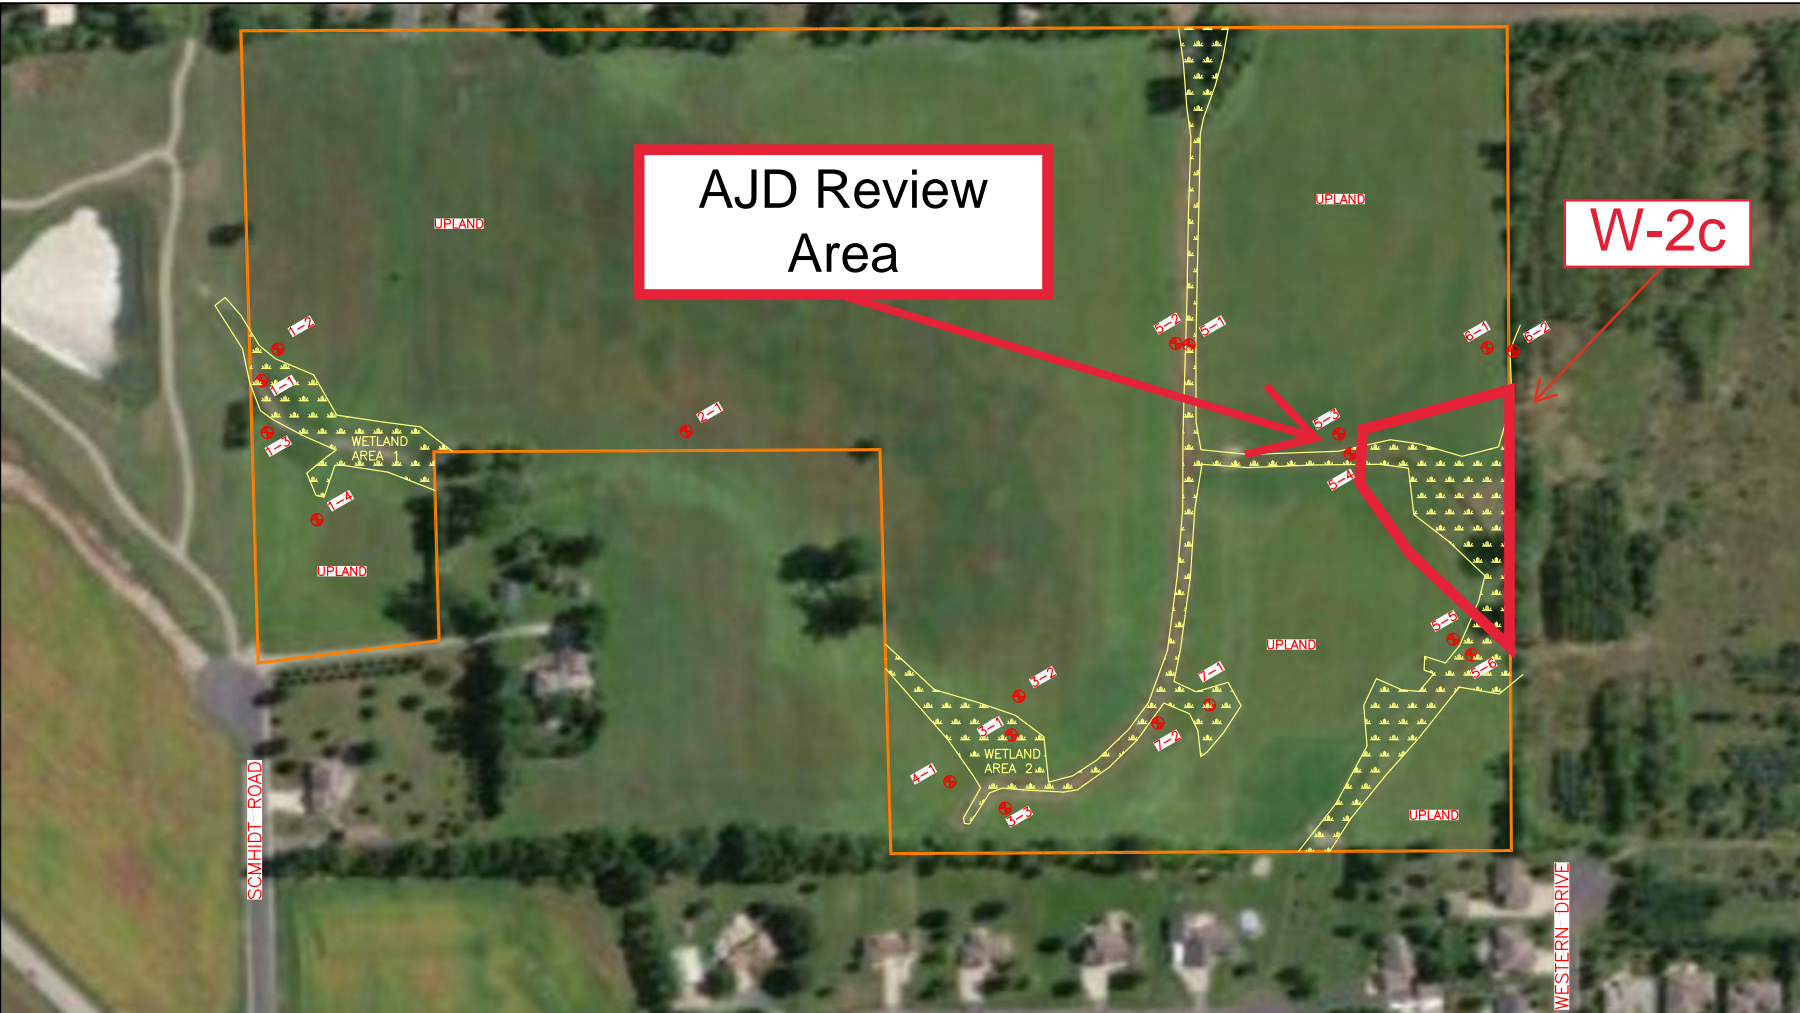 AJD Review
Area
W-2c
UPLAND
UPLAND
1-2
1-1
1-3
WETLAND
AREA 1
1-4
UPLAND
2-1
5-2
5-1
6-1
6-2
5-3
5-4
5-5
5-6
UPLAND
7-1
7-2
3-2
3-1
WETLAND
AREA 2
4-1
3-3
UPLAND
SCMHIDT ROAD
WESTERN DRIVE